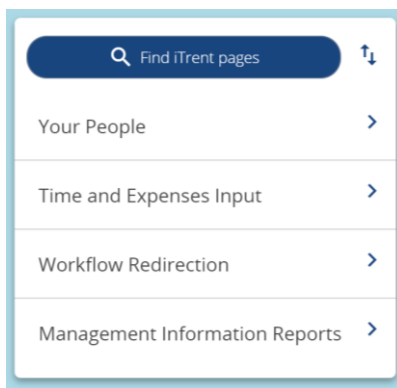 Find iTrent pages
Your People
Time and Expenses Input
Workflow Redirection
Management Information Reports